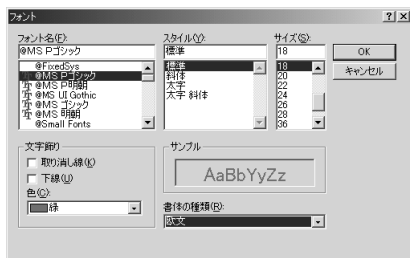 フォント
フォント名(F):
@MS Pゴシック
@FixedSys
@MS Pゴシック
@MS P明朝
@MS UI Gothic
@MS ゴシック
@MS 明朝
@Small Fonts
スタイル(Y):
標準
標準
斜体
太字
太字 斜体
サイズ(S):
18
18
20
22
24
26
28
36
OK
キャンセル
文字飾り
取り消し線(K)
下線(U)
色(C):
緑
サンプル
AaBbYyZz
書体の種類(R):
欧文